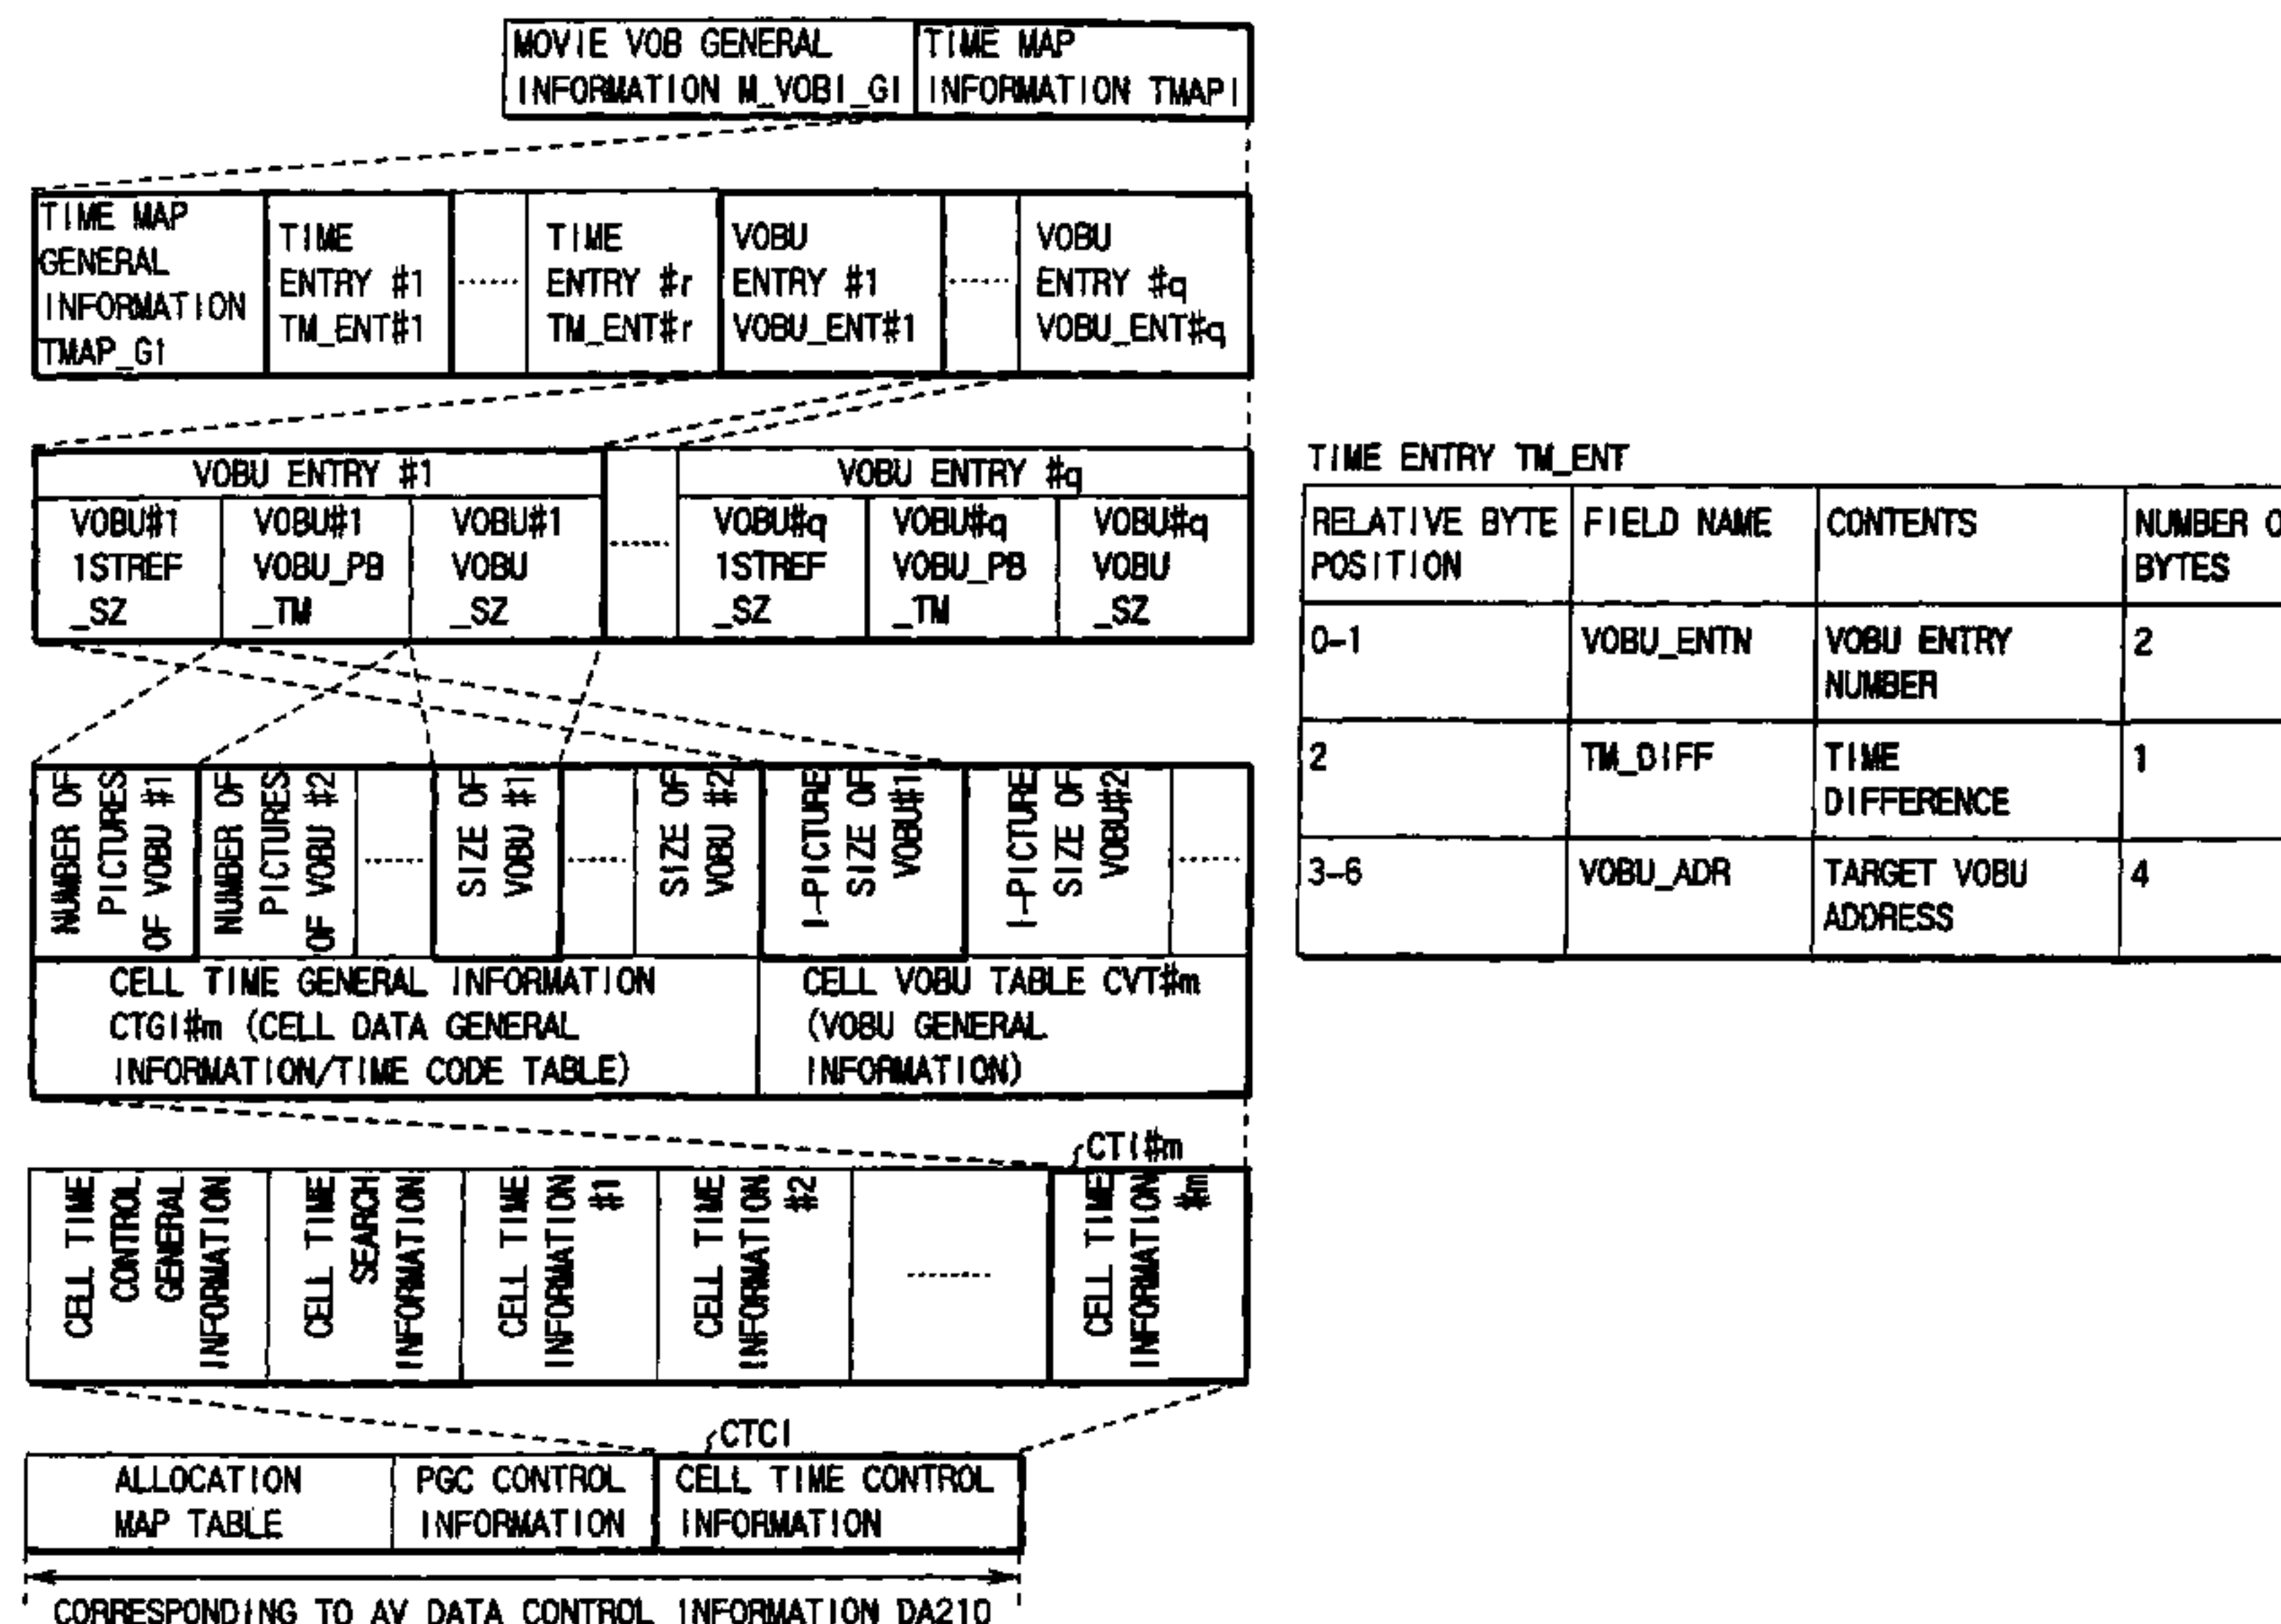 MOVIE VOB GENERAL
INFORMATION M_VOBI_GI
TIME MAP
INFORMATION TMAPI
TIME MAP
GENERAL
INFORMATION
TMAP_GI
TIME
ENTRY #1
TM_ENT#1
........
TIME
ENTRY #r
TM_ENT#r
VOBU
ENTRY #1
VOBU_ENT#1
........
VOBU
ENTRY #q
VOBU_ENT#q
VOBU ENTRY #1
VOBU ENTRY #q
VOBU#1
1STREF
_SZ
VOBU#1
VOBU_PB
_TM
VOBU#1
VOBU
_SZ
........
VOBU#q
1STREF
_SZ
VOBU#q
VOBU_PB
_TM
VOBU#q
VOBU
_SZ
NUMBER OF
PICTURES
OF VOBU #1
NUMBER OF
PICTURES
OF VOBU #2
........
SIZE OF
VOBU #1
........
SIZE OF
VOBU #2
I-PICTURE
SIZE OF
VOBU#1
I-PICTURE
SIZE OF
VOBU#2
........
CELL TIME GENERAL INFORMATION
CTGI#m (CELL DATA GENERAL
INFORMATION/TIME CODE TABLE)
CELL VOBU TABLE CVT#m
(VOBU GENERAL
INFORMATION)
CTI#m
CELL TIME
CONTROL
GENERAL
INFORMATION
CELL TIME
SEARCH
INFORMATION
CELL TIME
INFORMATION
#1
CELL TIME
INFORMATION
#2
........
CELL TIME
INFORMATION
#m
CTCI
ALLOCATION
MAP TABLE
PGC CONTROL
INFORMATION
CELL TIME CONTROL
INFORMATION
CORRESPONDING TO AV DATA CONTROL INFORMATION DA210
TIME ENTRY TM_ENT
RELATIVE BYTE
POSITION
FIELD NAME
CONTENTS
NUMBER O
BYTES
0-1
VOBU_ENTN
VOBU ENTRY
NUMBER
2
2
TM_DIFF
TIME
DIFFERENCE
1
3-6
VOBU_ADR
TARGET VOBU
ADDRESS
4